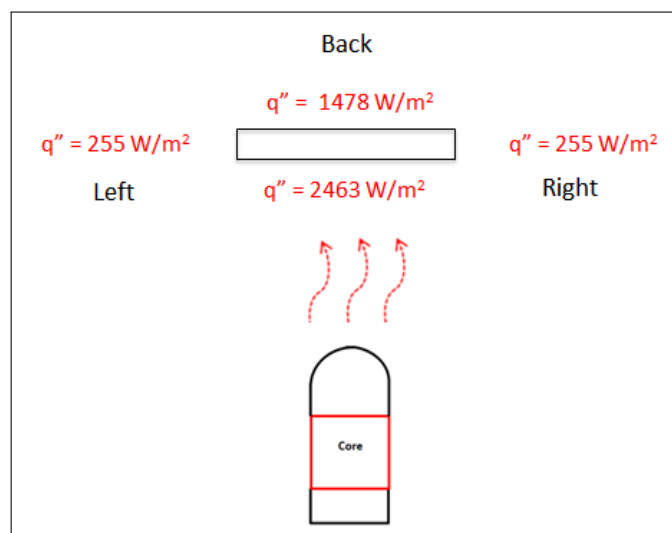 Back
q” = 1478 W/m²
q” = 255 W/m²
q” = 255 W/m²
Left
q” = 2463 W/m²
Right
Core